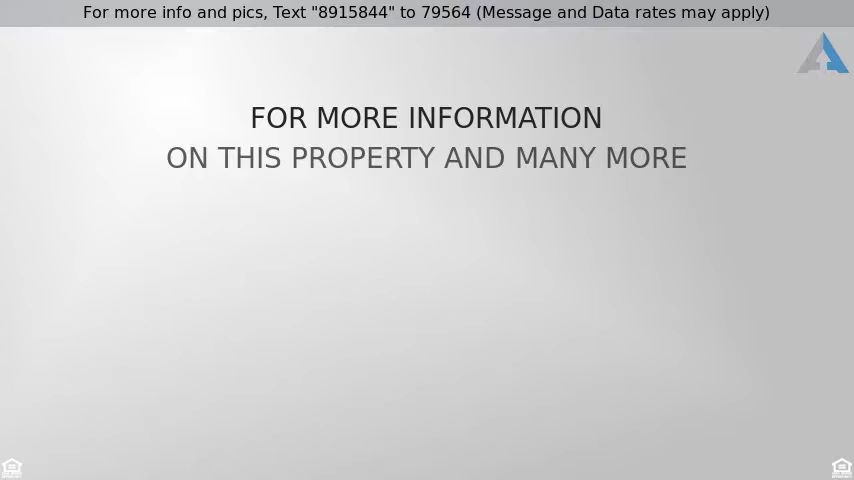 For more info and pics, Text "8915844" to 79564 (Message and Data rates may apply)
FOR MORE INFORMATION
ON THIS PROPERTY AND MANY MORE